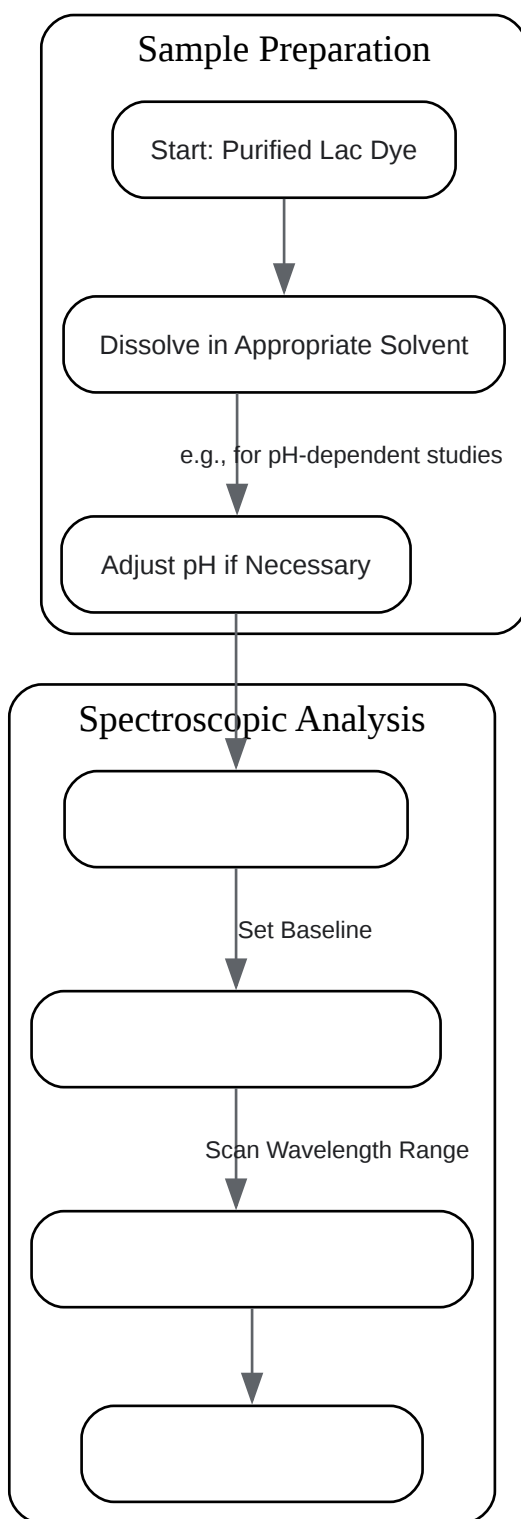 Sample Preparation
Start: Purified Lac Dye
Dissolve in Appropriate Solvent
e.g., for pH-dependent studies
Adjust pH if Necessary
Spectroscopic Analysis
Set Baseline
Scan Wavelength Range